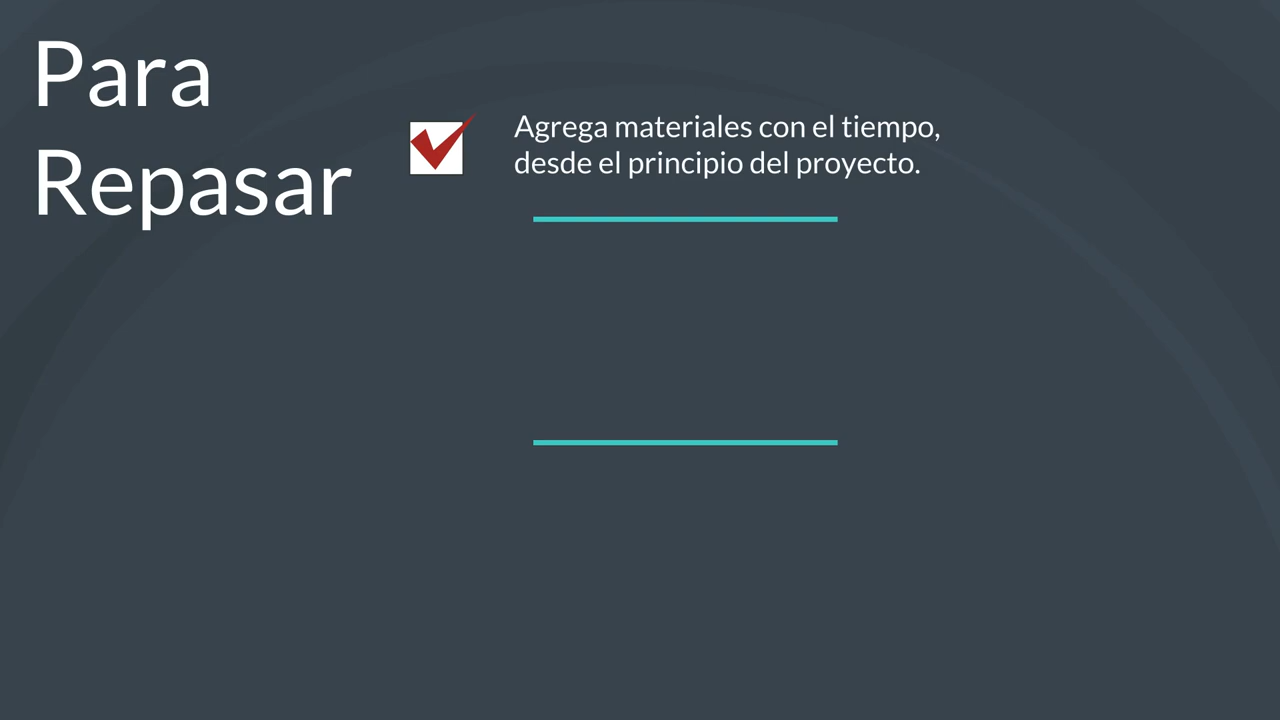 Para
Repasar
Agrega materiales con el tiempo,
desde el principio del proyecto.